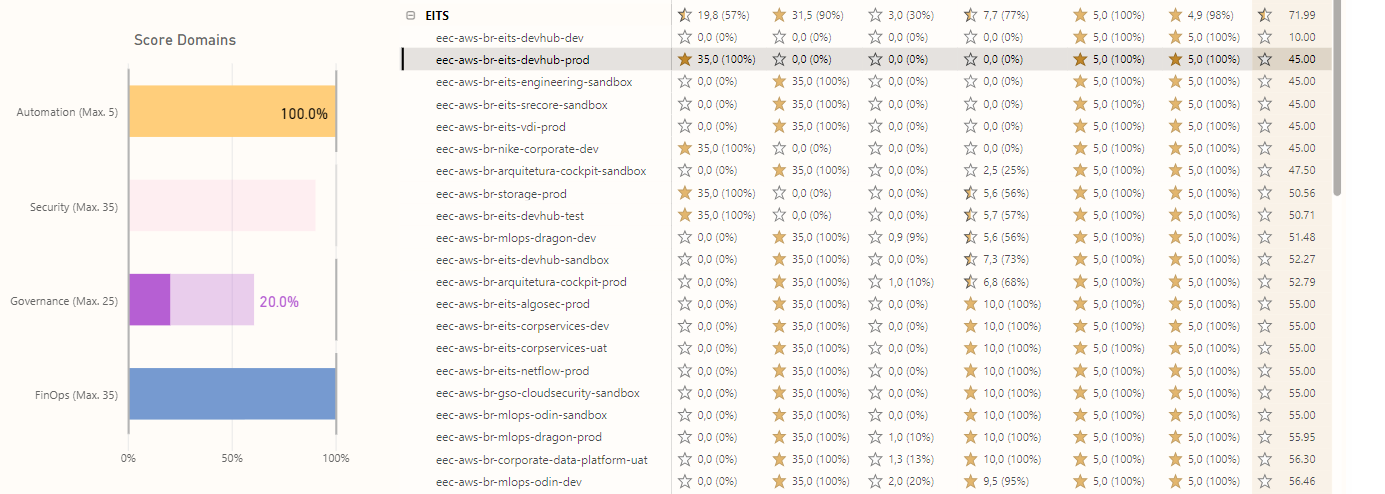 Score Domains
Automation (Max. 5)
100.0%
Security (Max. 35)
Governance (Max. 25)
20.0%
FinOps (Max. 35)
0% 50% 100%
EITS 19,8 (57%) 31,5 (90%) 3,0 (30%) 7,7 (77%) 5,0 (100%) 4,9 (98%) 71.99
eec-aws-br-eits-devhub-dev 0,0 (0%) 0,0 (0%) 0,0 (0%) 0,0 (0%) 5,0 (100%) 5,0 (100%) 10.00
eec-aws-br-eits-devhub-prod 35,0 (100%) 0,0 (0%) 0,0 (0%) 0,0 (0%) 5,0 (100%) 5,0 (100%) 45.00
eec-aws-br-eits-engineering-sandbox 0,0 (0%) 35,0 (100%) 0,0 (0%) 0,0 (0%) 5,0 (100%) 5,0 (100%) 45.00
eec-aws-br-eits-srecore-sandbox 0,0 (0%) 35,0 (100%) 0,0 (0%) 0,0 (0%) 5,0 (100%) 5,0 (100%) 45.00
eec-aws-br-eits-vdi-prod 0,0 (0%) 35,0 (100%) 0,0 (0%) 0,0 (0%) 5,0 (100%) 5,0 (100%) 45.00
eec-aws-br-nike-corporate-dev 35,0 (100%) 0,0 (0%) 0,0 (0%) 0,0 (0%) 5,0 (100%) 5,0 (100%) 45.00
eec-aws-br-arquitetura-cockpit-sandbox 0,0 (0%) 35,0 (100%) 0,0 (0%) 2,5 (25%) 5,0 (100%) 5,0 (100%) 47.50
eec-aws-br-storage-prod 35,0 (100%) 0,0 (0%) 0,0 (0%) 5,6 (56%) 5,0 (100%) 5,0 (100%) 50.56
eec-aws-br-eits-devhub-test 35,0 (100%) 0,0 (0%) 0,0 (0%) 5,7 (57%) 5,0 (100%) 5,0 (100%) 50.71
eec-aws-br-mlops-dragon-dev 0,0 (0%) 35,0 (100%) 0,9 (9%) 5,6 (56%) 5,0 (100%) 5,0 (100%) 51.48
eec-aws-br-eits-devhub-sandbox 0,0 (0%) 35,0 (100%) 0,0 (0%) 7,3 (73%) 5,0 (100%) 5,0 (100%) 52.27
eec-aws-br-arquitetura-cockpit-prod 0,0 (0%) 35,0 (100%) 1,0 (10%) 6,8 (68%) 5,0 (100%) 5,0 (100%) 52.79
eec-aws-br-eits-algosec-prod 0,0 (0%) 35,0 (100%) 0,0 (0%) 10,0 (100%) 5,0 (100%) 5,0 (100%) 55.00
eec-aws-br-eits-corpservices-dev 0,0 (0%) 35,0 (100%) 0,0 (0%) 10,0 (100%) 5,0 (100%) 5,0 (100%) 55.00
eec-aws-br-eits-corpservices-uat 0,0 (0%) 35,0 (100%) 0,0 (0%) 10,0 (100%) 5,0 (100%) 5,0 (100%) 55.00
eec-aws-br-eits-netflow-prod 0,0 (0%) 35,0 (100%) 0,0 (0%) 10,0 (100%) 5,0 (100%) 5,0 (100%) 55.00
eec-aws-br-gso-cloudsecurity-sandbox 0,0 (0%) 35,0 (100%) 0,0 (0%) 10,0 (100%) 5,0 (100%) 5,0 (100%) 55.00
eec-aws-br-mlops-odin-sandbox 0,0 (0%) 35,0 (100%) 0,0 (0%) 10,0 (100%) 5,0 (100%) 5,0 (100%) 55.00
eec-aws-br-mlops-dragon-prod 0,0 (0%) 35,0 (100%) 1,0 (10%) 10,0 (100%) 5,0 (100%) 5,0 (100%) 55.95
eec-aws-br-corporate-data-platform-uat 0,0 (0%) 35,0 (100%) 1,3 (13%) 10,0 (100%) 5,0 (100%) 5,0 (100%) 56.30
eec-aws-br-mlops-odin-dev 0,0 (0%) 35,0 (100%) 2,0 (20%) 9,5 (95%) 5,0 (100%) 5,0 (100%) 56.46